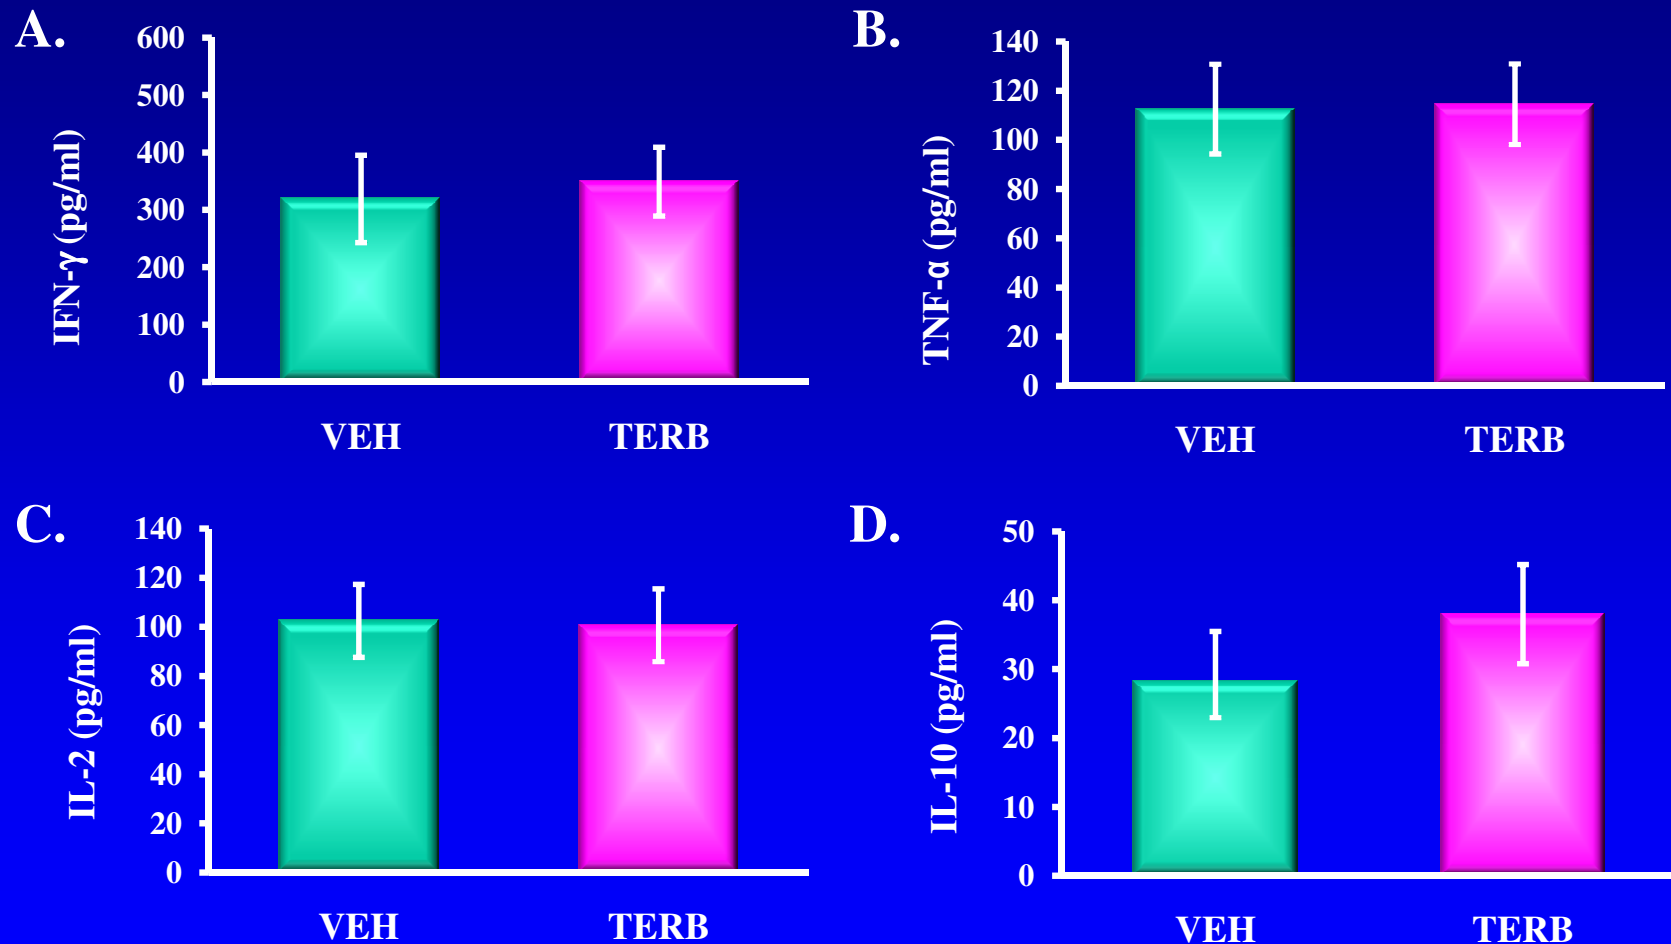 A.
600
500
400
300
200
100
0
IFN-γ (pg/ml)
VEH TERB
B.
140
120
100
80
60
40
20
0
TNF-α (pg/ml)
VEH TERB
C.
140
120
100
80
60
40
20
0
IL-2 (pg/ml)
VEH TERB
D.
50
40
30
20
10
0
IL-10 (pg/ml)
VEH TERB